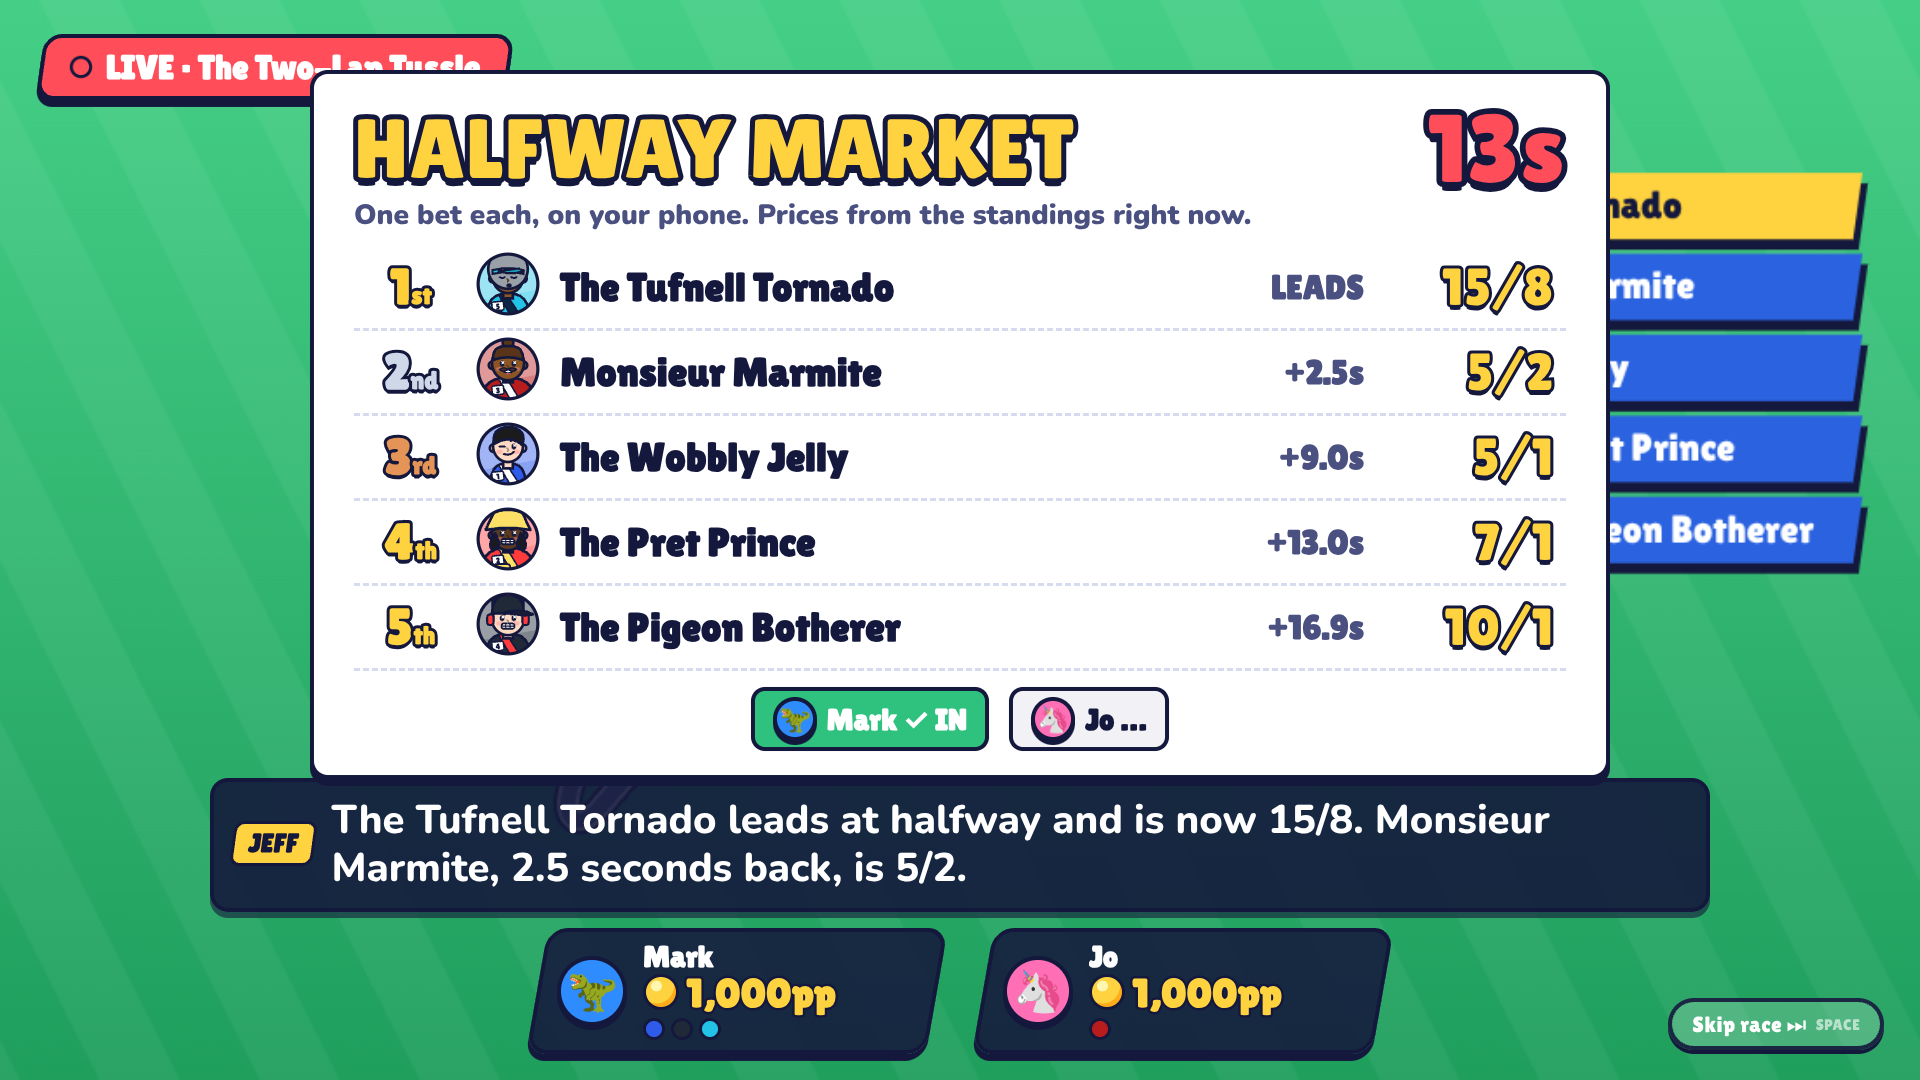 LIVE · The Two-Lap Tussle
HALFWAY MARKET
13s
One bet each, on your phone. Prices from the standings right now.
1st The Tufnell Tornado LEADS 15/8
2nd Monsieur Marmite +2.5s 5/2
3rd The Wobbly Jelly +9.0s 5/1
4th The Pret Prince +13.0s 7/1
5th The Pigeon Botherer +16.9s 10/1
nado
rmite
y
t Prince
eon Botherer
Mark ✓ IN
Jo ...
JEFF
The Tufnell Tornado leads at halfway and is now 15/8. Monsieur
Marmite, 2.5 seconds back, is 5/2.
Mark
1,000pp
Jo
1,000pp
Skip race ⏭ SPACE